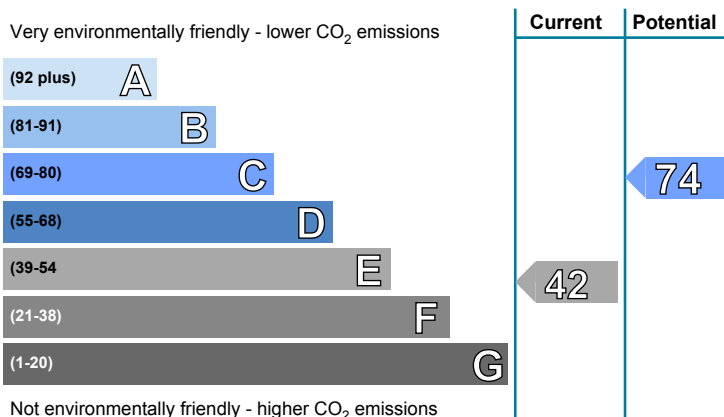 Current Potential
Very environmentally friendly - lower CO2 emissions
(92 plus) A
(81-91) B
(69-80) C
74
(55-68) D
(39-54 E
42
(21-38) F
(1-20) G
Not environmentally friendly - higher CO2 emissions